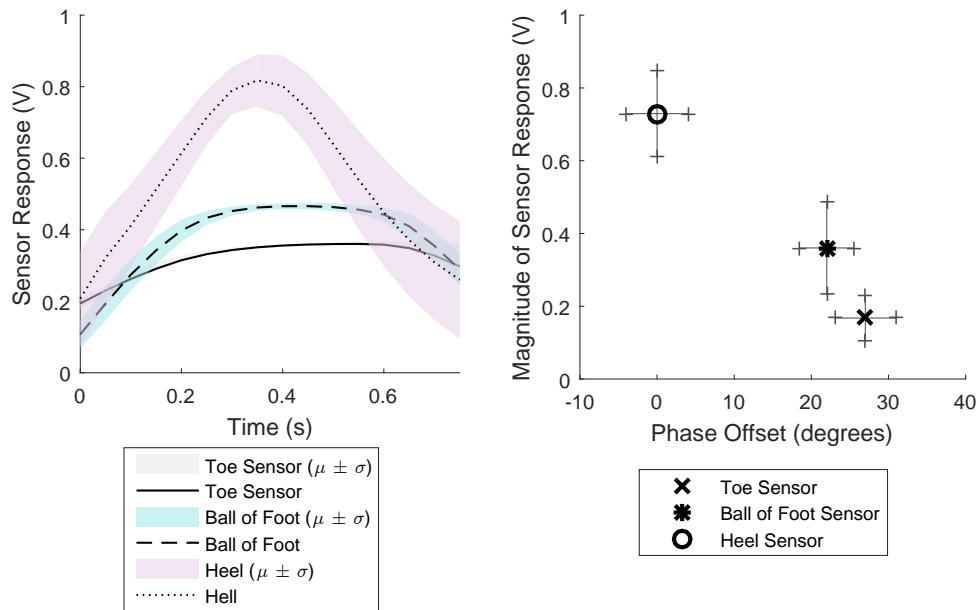 Sensor Response (V)
1
0.8
0.6
0.4
0.2
0
0
0.2
0.4
0.6
Time (s)
Toe Sensor (μ ± σ)
Toe Sensor
Ball of Foot (μ ± σ)
Ball of Foot
Heel (μ ± σ)
Hell
Magnitude of Sensor Response (V)
1
0.8
0.6
0.4
0.2
0
-10
0
10
20
30
40
Phase Offset (degrees)
Toe Sensor
Ball of Foot Sensor
Heel Sensor